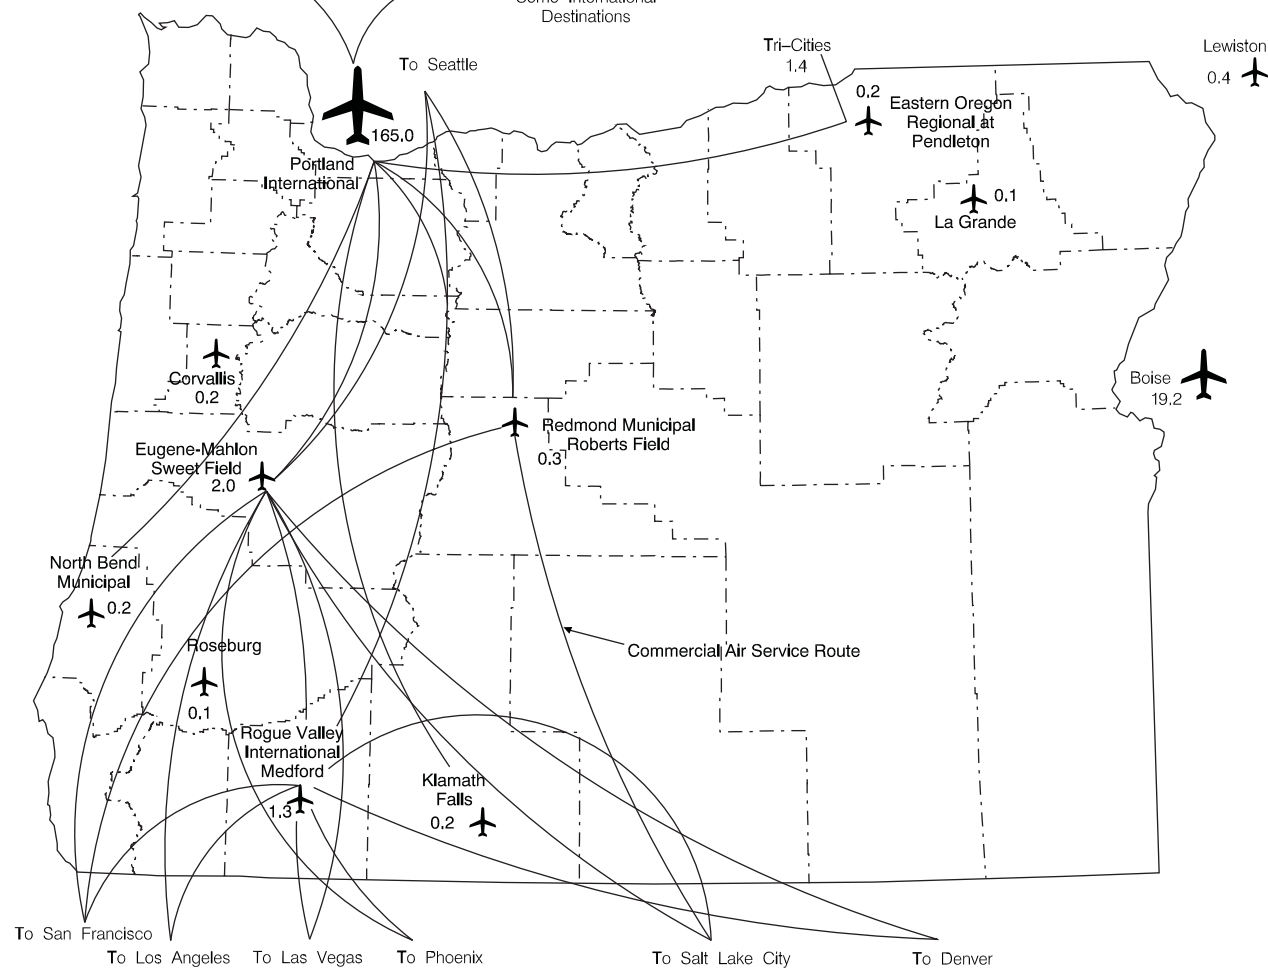 Some International
Destinations
To Seattle
Tri–Cities
1.4
Lewiston
0.4
0.2
Eastern Oregon
Regional at
Pendleton
165.0
Portland
International
0.1
La Grande
Corvallis
0.2
Boise
19.2
Redmond Municipal
Roberts Field
0.3
Eugene-Mahlon
Sweet Field
2.0
North Bend
Municipal
0.2
Roseburg
0.1
Commercial Air Service Route
Rogue Valley
International
Medford
1.3
Klamath
Falls
0.2
To San Francisco
To Los Angeles
To Las Vegas
To Phoenix
To Salt Lake City
To Denver